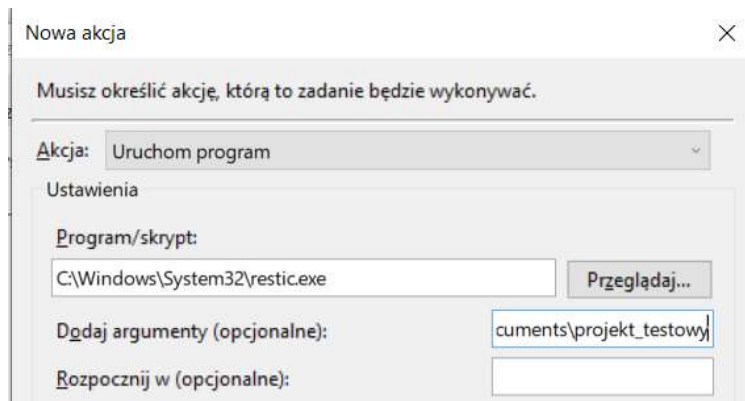 Nowa akcja
Musisz określić akcję, którą to zadanie będzie wykonywać.
Akcja: Uruchom program
Ustawienia
Program/skrypt:
C:\Windows\System32\restic.exe Przeglądaj...
Dodaj argumenty (opcjonalne): cuments\projekt_testowy
Rozpocznij w (opcjonalne):